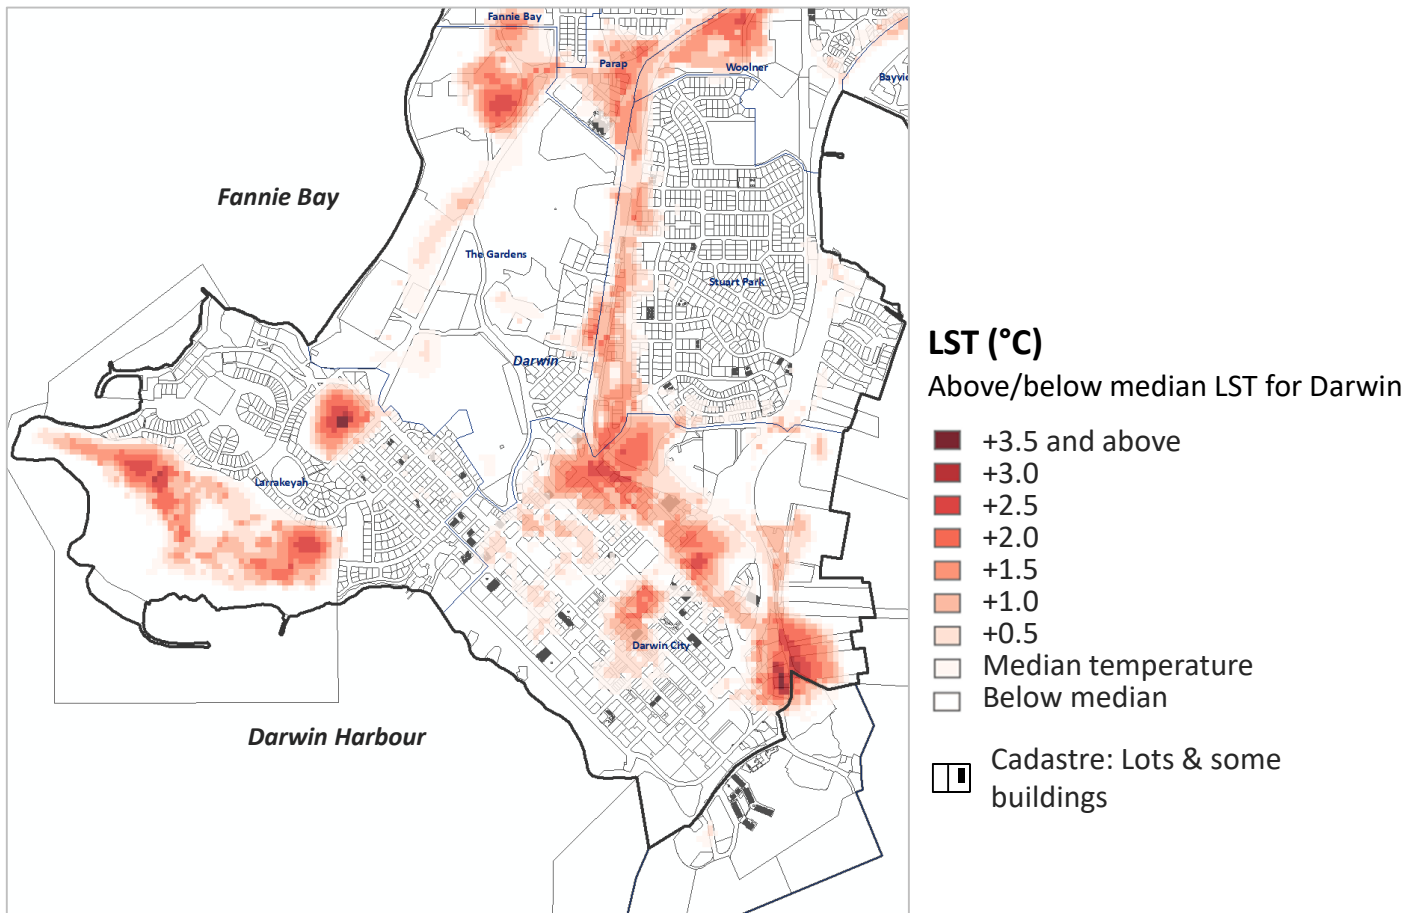 Fannie Bay
Parap
Woolner
Fannie Bay
The Gardens
Stuart Park
Darwin
Larrakeyah
Darwin City
Darwin Harbour
LST (°C)
Above/below median LST for Darwin
+3.5 and above
+3.0
+2.5
+2.0
+1.5
+1.0
+0.5
Median temperature
Below median
Cadastre: Lots & some
buildings